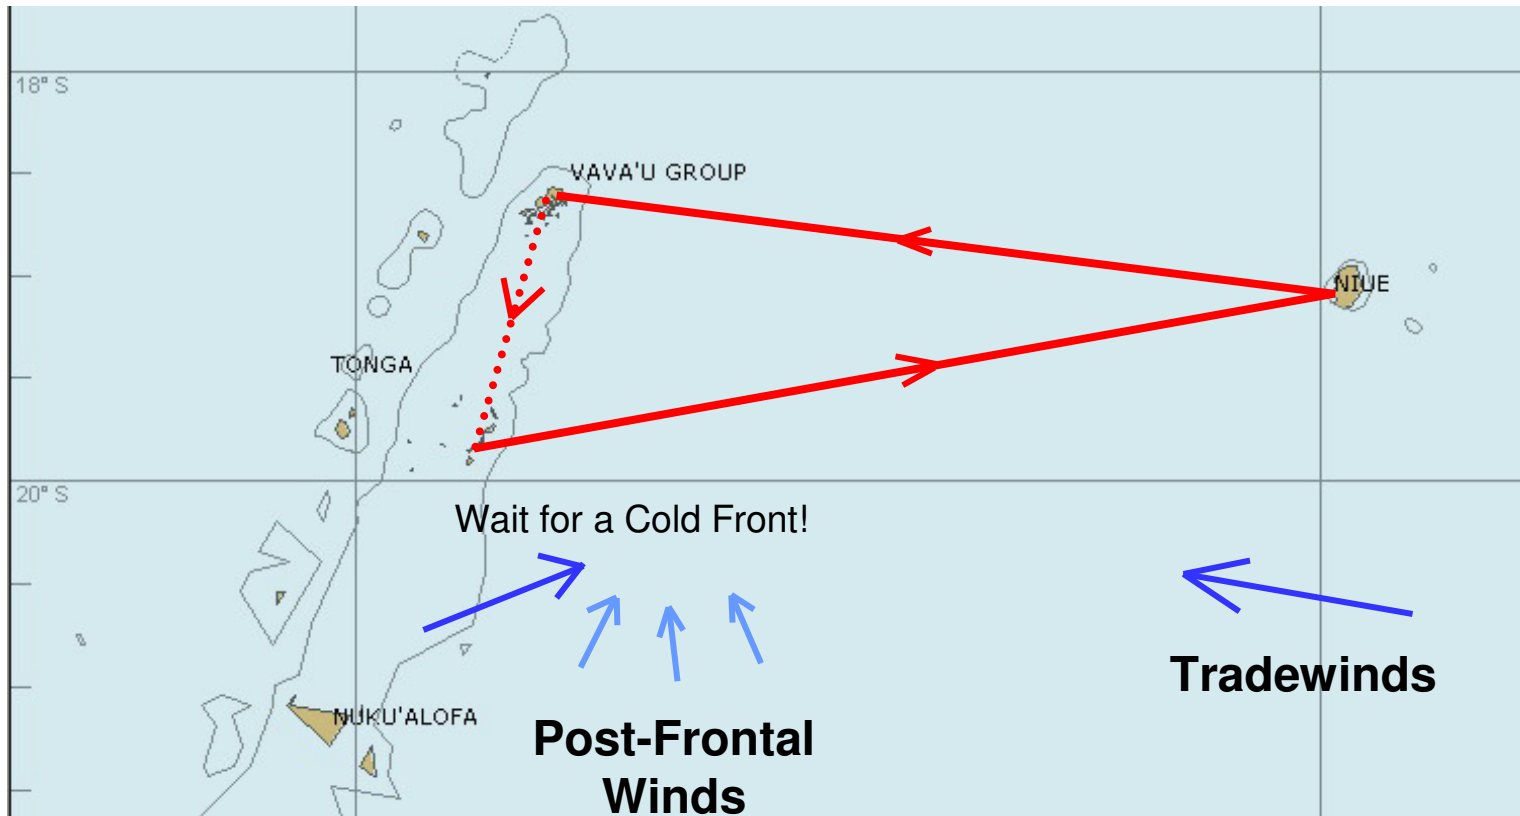 18° S
VAVA'U GROUP
NIUE
TONGA
20° S
Wait for a Cold Front!
Tradewinds
NUKU'ALOFA
Post-Frontal
Winds